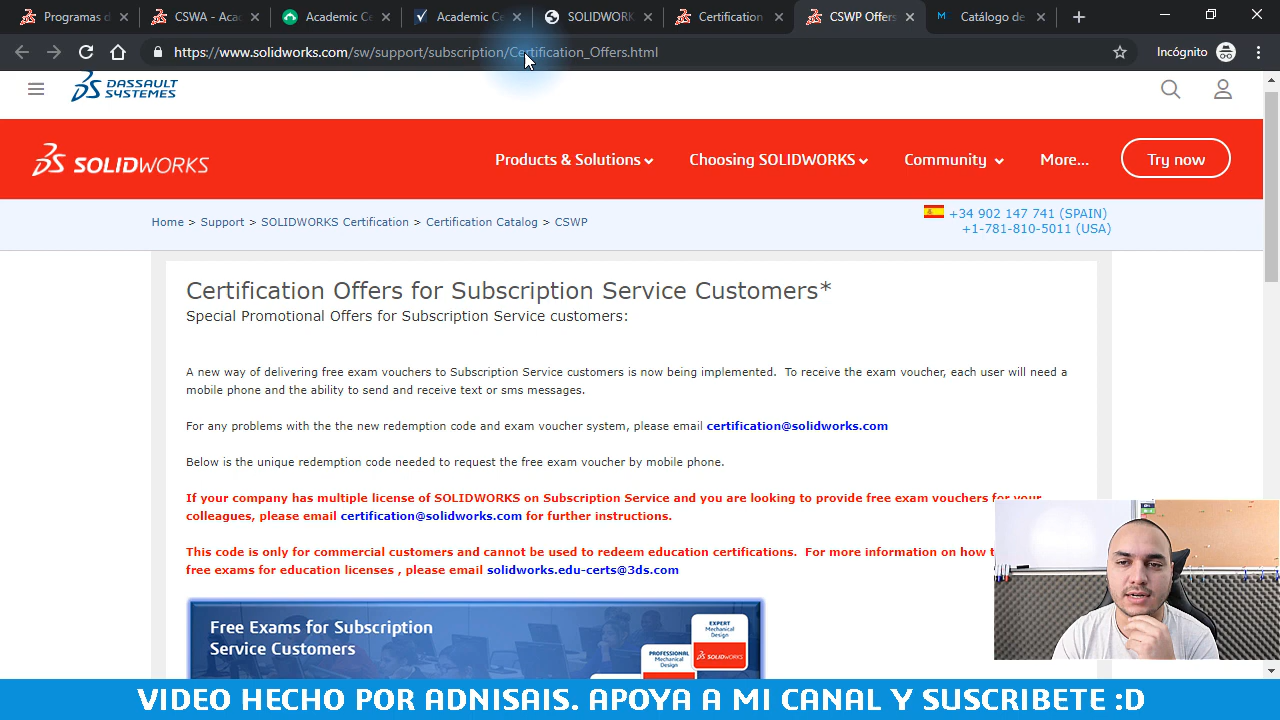 Programas d
CSWA - Aca
Academic Ce
Academic Ce
SOLIDWORK
Certification
CSWP Offers
Catálogo de
https://www.solidworks.com/sw/support/subscription/Certification_Offers.html
Incógnito
DASSAULT SYSTEMES
SOLIDWORKS
Products & Solutions
Choosing SOLIDWORKS
Community
More...
Try now
Home > Support > SOLIDWORKS Certification > Certification Catalog > CSWP
+34 902 147 741 (SPAIN)
+1-781-810-5011 (USA)
Certification Offers for Subscription Service Customers*
Special Promotional Offers for Subscription Service customers:
A new way of delivering free exam vouchers to Subscription Service customers is now being implemented.  To receive the exam voucher, each user will need a
mobile phone and the ability to send and receive text or sms messages.
For any problems with the the new redemption code and exam voucher system, please email certification@solidworks.com
Below is the unique redemption code needed to request the free exam voucher by mobile phone.
If your company has multiple license of SOLIDWORKS on Subscription Service and you are looking to provide free exam vouchers for your
colleagues, please email certification@solidworks.com for further instructions.
This code is only for commercial customers and cannot be used to redeem education certifications.  For more information on how t
free exams for education licenses , please email solidworks.edu-certs@3ds.com
Free Exams for Subscription
Service Customers
EXPERT
Mechanical
Design
SOLIDWORKS
PROFESSIONAL
Mechanical
Design
VIDEO HECHO POR ADNISAIS. APOYA A MI CANAL Y SUSCRIBETE :D